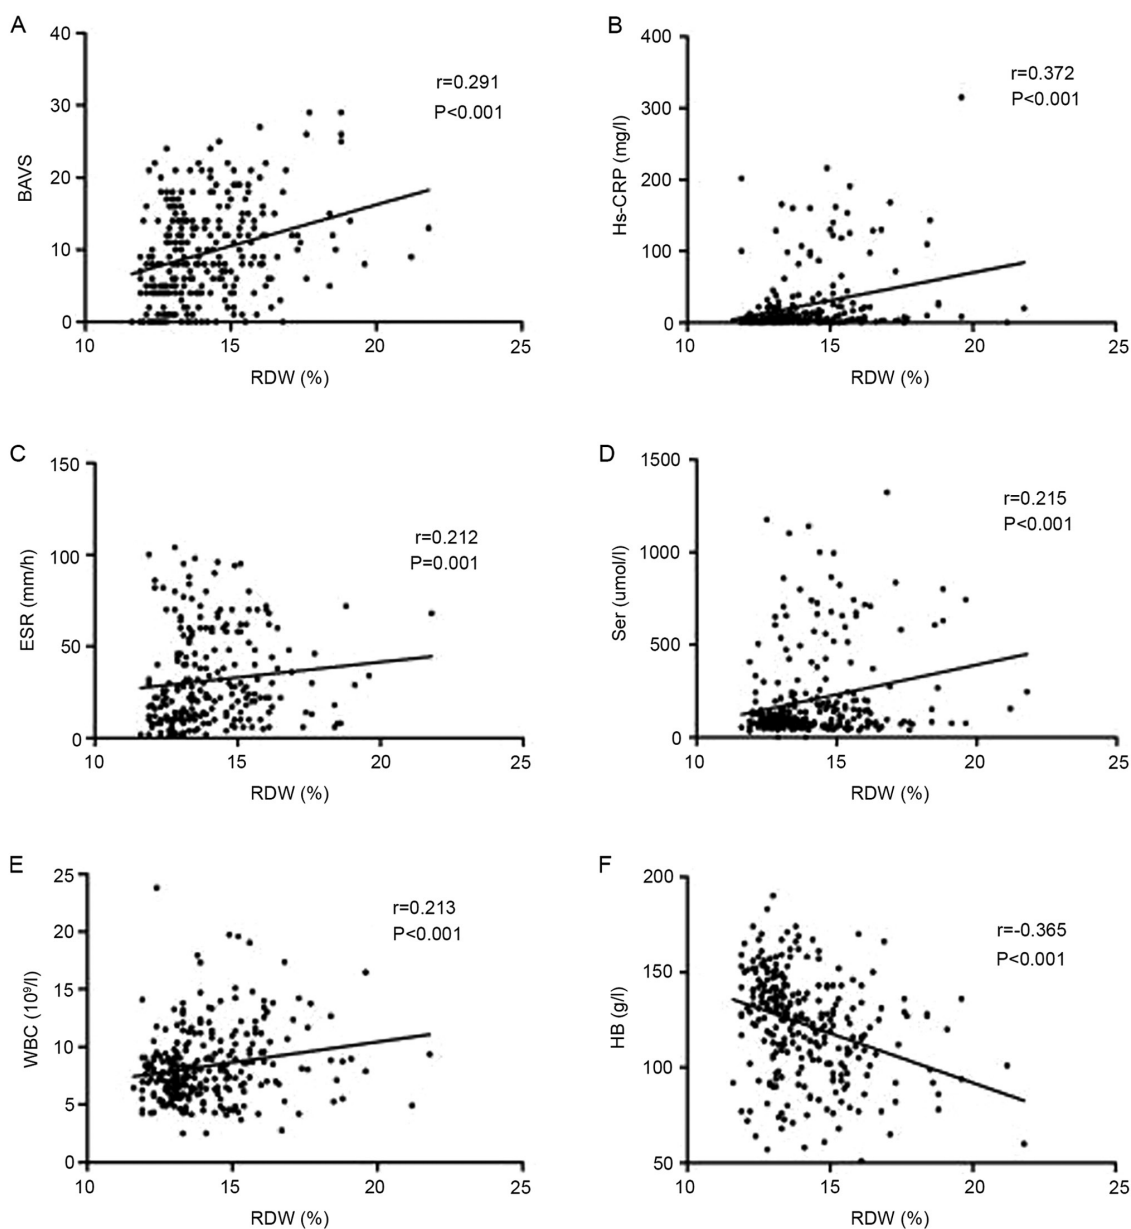 A
BAVS
40
30
20
10
0
r=0.291
P<0.001
10 15 20 25
RDW (%)
B
Hs-CRP (mg/l)
400
300
200
100
0
r=0.372
P<0.001
10 15 20 25
RDW (%)
C
ESR (mm/h)
150
100
50
0
r=0.212
P=0.001
10 15 20 25
RDW (%)
D
Ser (umol/l)
1500
1000
500
0
r=0.215
P<0.001
10 15 20 25
RDW (%)
E
WBC (10⁹/l)
25
20
15
10
5
0
r=0.213
P<0.001
10 15 20 25
RDW (%)
F
HB (g/l)
200
150
100
50
r=-0.365
P<0.001
10 15 20 25
RDW (%)